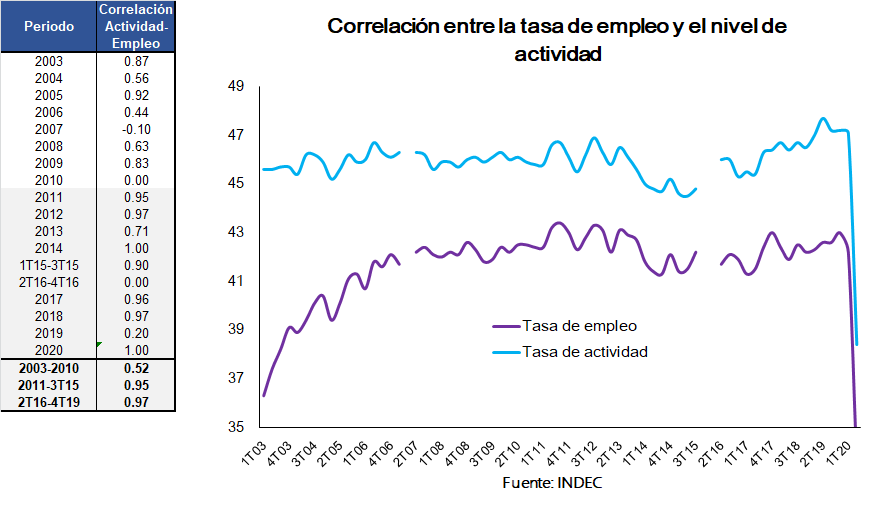 Periodo Correlación
Actividad-
Empleo
2003 0.87
2004 0.56
2005 0.92
2006 0.44
2007 -0.10
2008 0.63
2009 0.83
2010 0.00
2011 0.95
2012 0.97
2013 0.71
2014 1.00
1T15-3T15 0.90
2T16-4T16 0.00
2017 0.96
2018 0.97
2019 0.20
2020 1.00
2003-2010 0.52
2011-3T15 0.95
2T16-4T19 0.97
Correlación entre la tasa de empleo y el nivel de
actividad
49
47
45
43
41
39
37
35
Tasa de empleo
Tasa de actividad
1T03 4T03 3T04 2T05 1T06 4T06 2T07 1T08 4T08 3T09 2T10 1T11 4T11 3T12 2T13 1T14 4T14 3T15 2T16 1T17 4T17 3T18 2T19 1T20
Fuente: INDEC